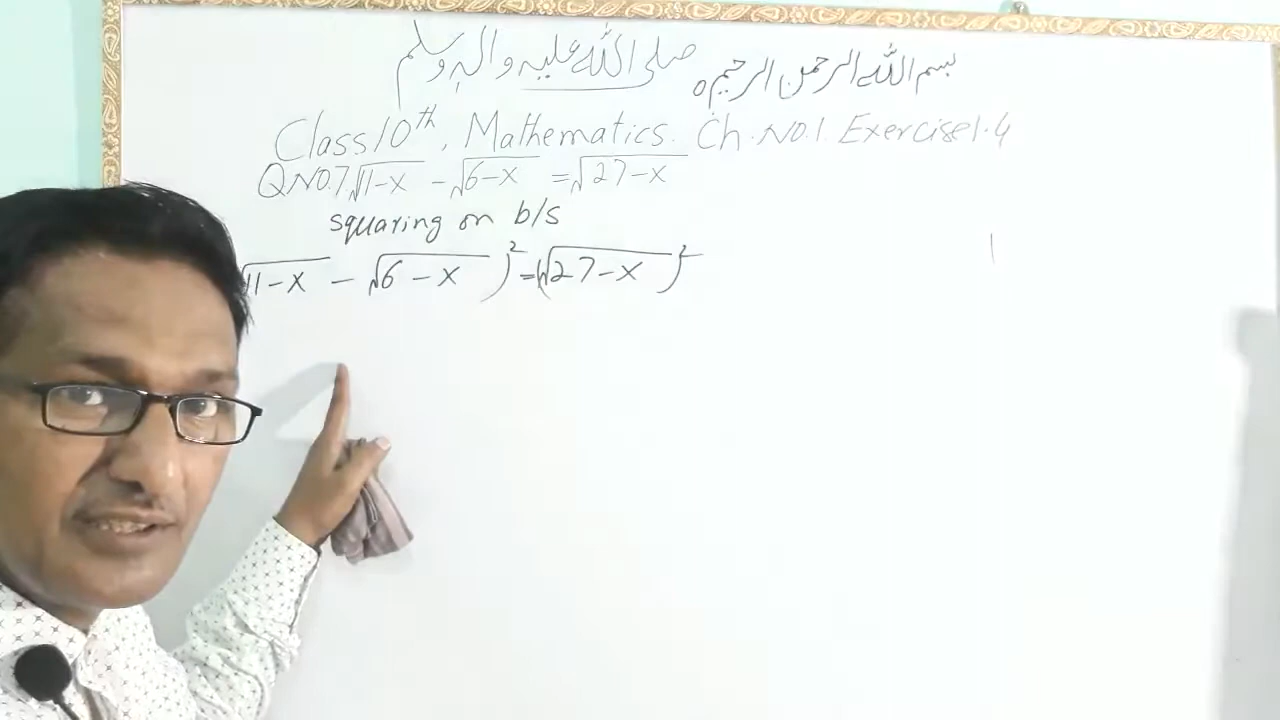 صلی اللہ علیہ والہ وسلم
بسم اللہ الرحمن الرحیم ہ
Class 10th, Mathematics. Ch. No.1 Exercise 1.4
Q No.7 √11-x - √6-x = √27-x
squaring on b/s
√11-x - √6-x )² = (√27-x )²